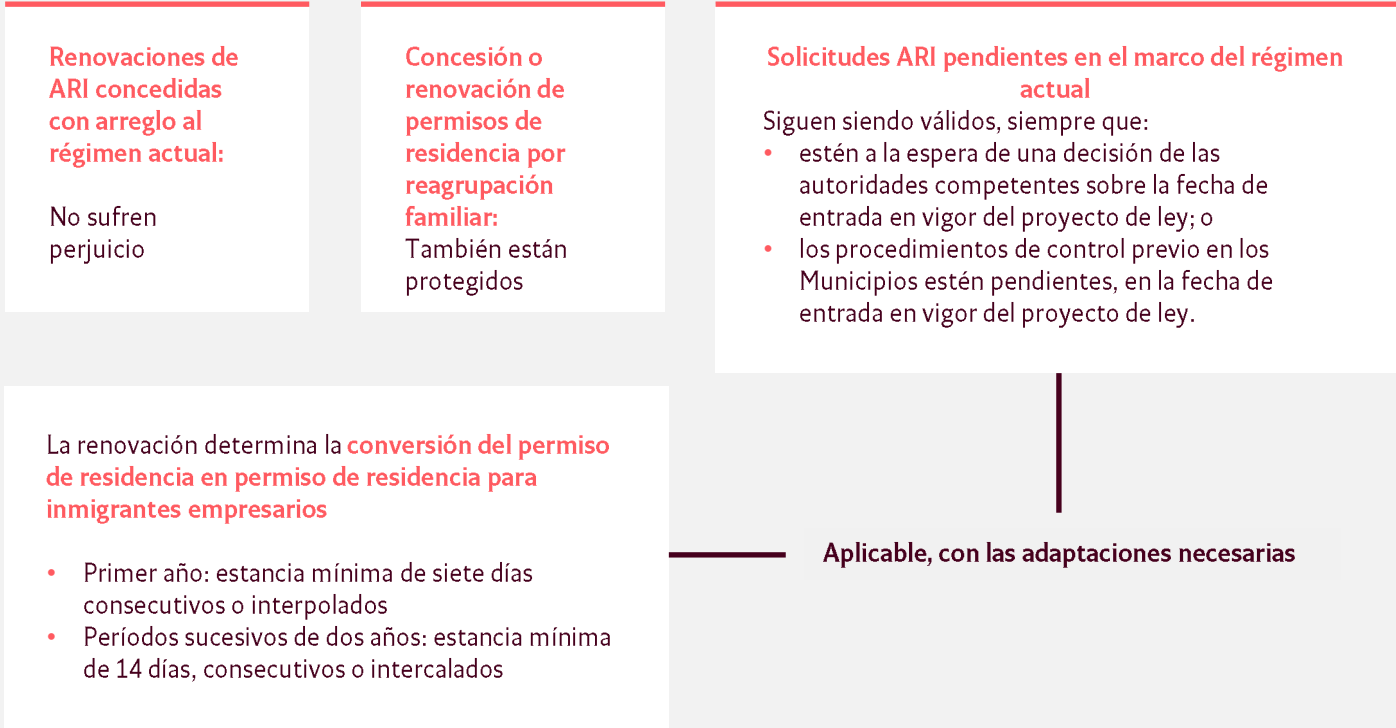 Renovaciones de
ARI concedidas
con arreglo al
régimen actual:
No sufren
perjuicio
Concesión o
renovación de
permisos de
residencia por
reagrupación
familiar:
También están
protegidos
Solicitudes ARI pendientes en el marco del régimen
actual
Siguen siendo válidos, siempre que:
• estén a la espera de una decisión de las
autoridades competentes sobre la fecha de
entrada en vigor del proyecto de ley; o
• los procedimientos de control previo en los
Municipios estén pendientes, en la fecha de
entrada en vigor del proyecto de ley.
La renovación determina la conversión del permiso
de residencia en permiso de residencia para
inmigrantes empresarios
• Primer año: estancia mínima de siete días
consecutivos o interpolados
• Períodos sucesivos de dos años: estancia mínima
de 14 días, consecutivos o intercalados
Aplicable, con las adaptaciones necesarias